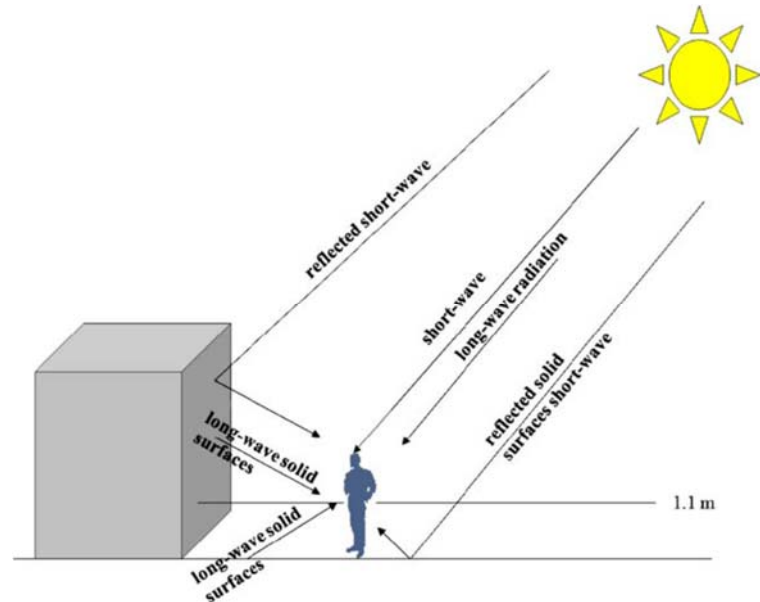 reflected short-wave
short-wave
long-wave radiation
reflected solid
surfaces short-wave
long-wave solid
surfaces
1.1 m
long-wave solid
surfaces